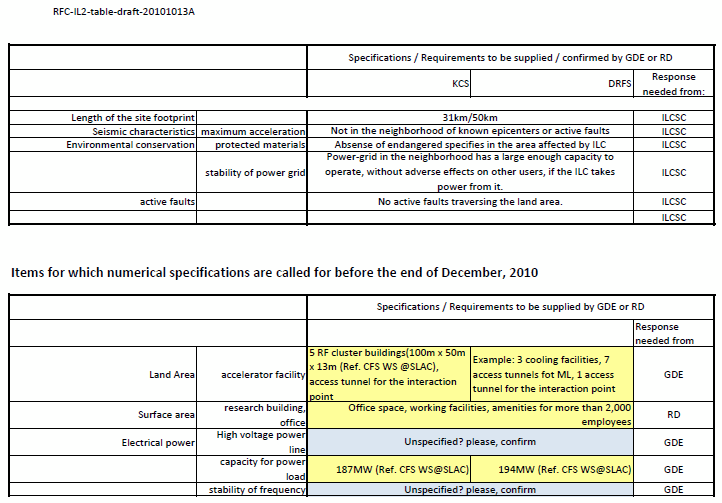 RFC-IL2-table-draft-20101013A
Specifications / Requirements to be supplied / confirmed by GDE or RD
KCS DRFS Response
needed from:
Length of the site footprint 31km/50km ILCSC
Seismic characteristics maximum acceleration Not in the neighborhood of known epicenters or active faults ILCSC
Environmental conservation protected materials Absense of endangered specifies in the area affected by ILC ILCSC
stability of power grid Power-grid in the neighborhood has a large enough capacity to
operate, without adverse effects on other users, if the ILC takes
power from it. ILCSC
active faults No active faults traversing the land area. ILCSC
ILCSC
Items for which numerical specifications are called for before the end of December, 2010
Specifications / Requirements to be supplied by GDE or RD
Response
needed from
Land Area accelerator facility 5 RF cluster buildings(100m x 50m
x 13m (Ref. CFS WS @SLAC),
access tunnel for the interaction
point
Example: 3 cooling facilities, 7
access tunnels fot ML, 1 access
tunnel for the interaction point
GDE
Surface area research building,
office
Office space, working facilities, amenities for more than 2,000
employees
RD
Electrical power High voltage power
line
Unspecified? please, confirm GDE
capacity for power
load
187MW (Ref. CFS WS@SLAC) 194MW (Ref. CFS WS@SLAC) GDE
stability of frequency Unspecified? please, confirm GDE